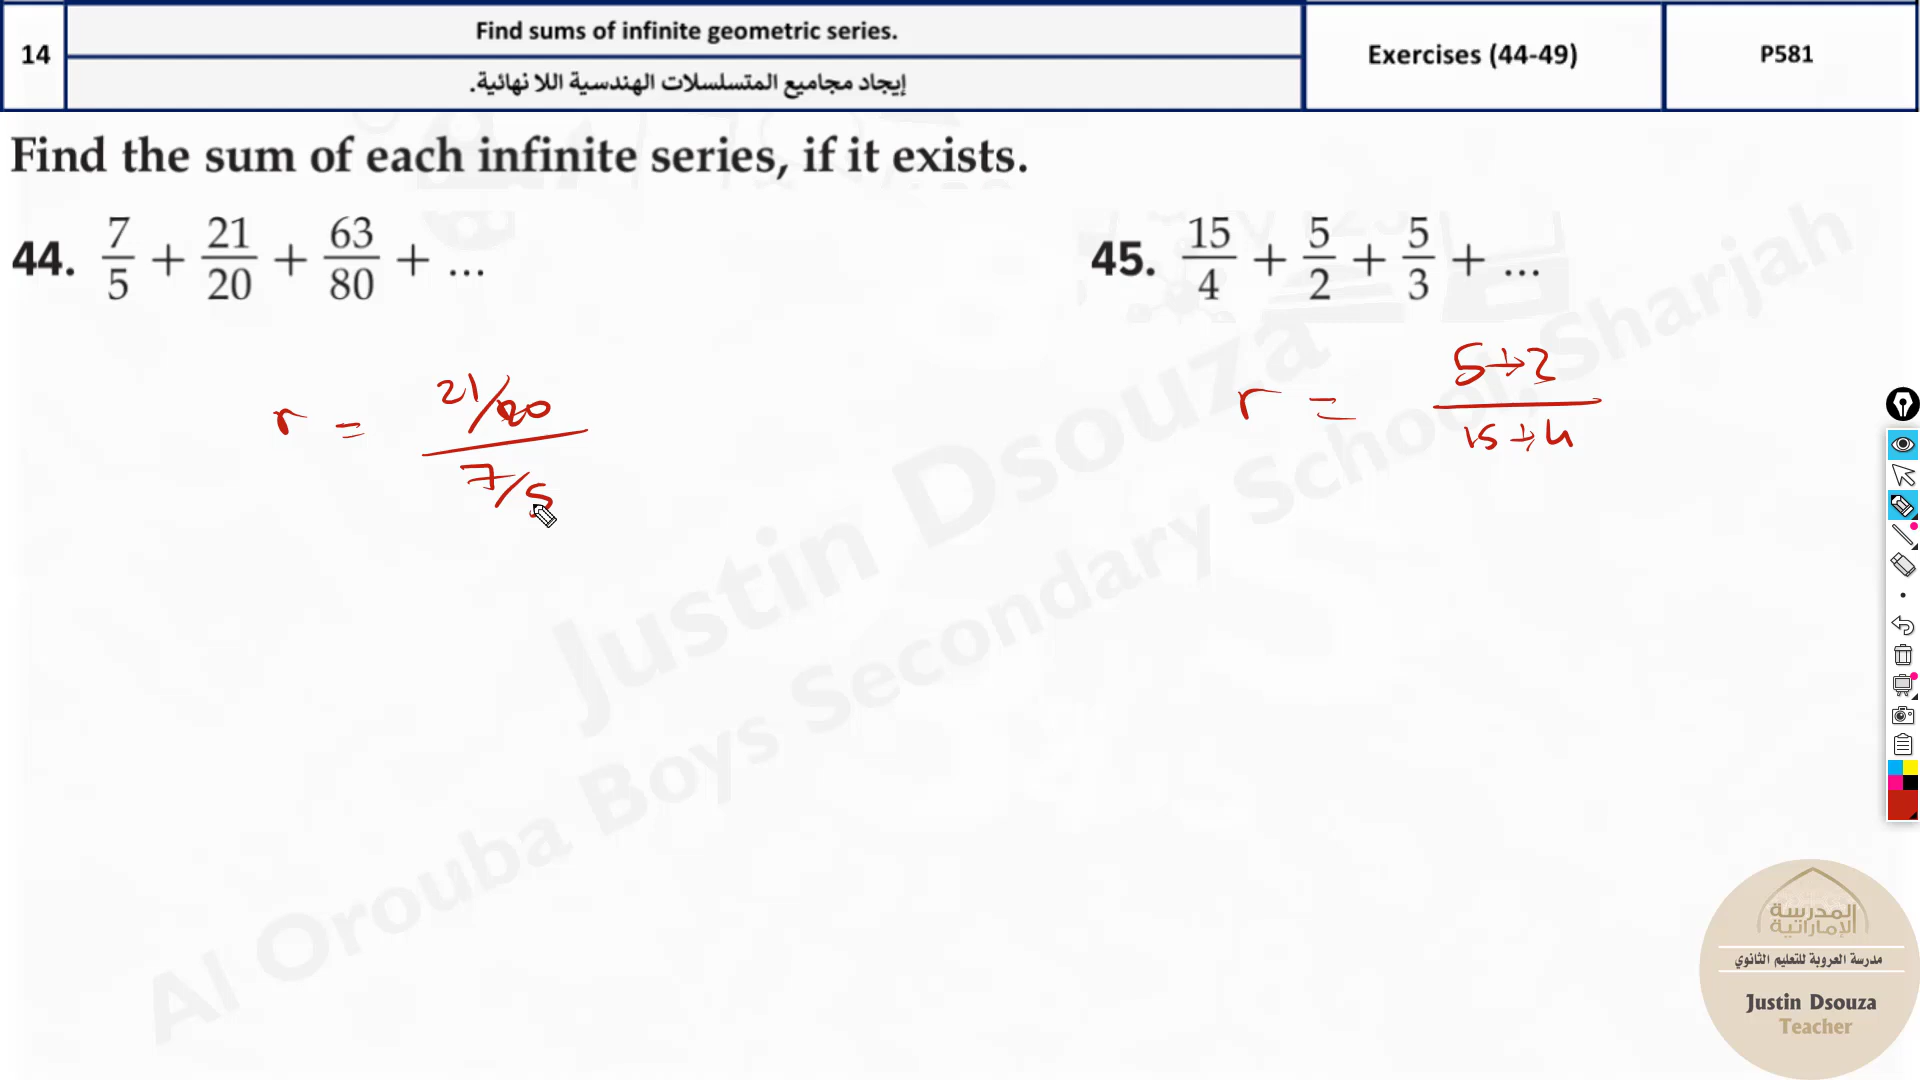 14
Find sums of infinite geometric series.
إيجاد مجاميع المتسلسلات الهندسية اللا نهائية.
Exercises (44-49)
P581
Find the sum of each infinite series, if it exists.
44. 7/5 + 21/20 + 63/80 + ...
45. 15/4 + 5/2 + 5/3 + ...
r = 21/20
7/5
r = 5÷2
15÷4
Justin Dsouza
Al Orouba Boys Secondary School, Sharjah
المدرسة
الإماراتية
مدرسة العروبة للتعليم الثانوي
Justin Dsouza
Teacher